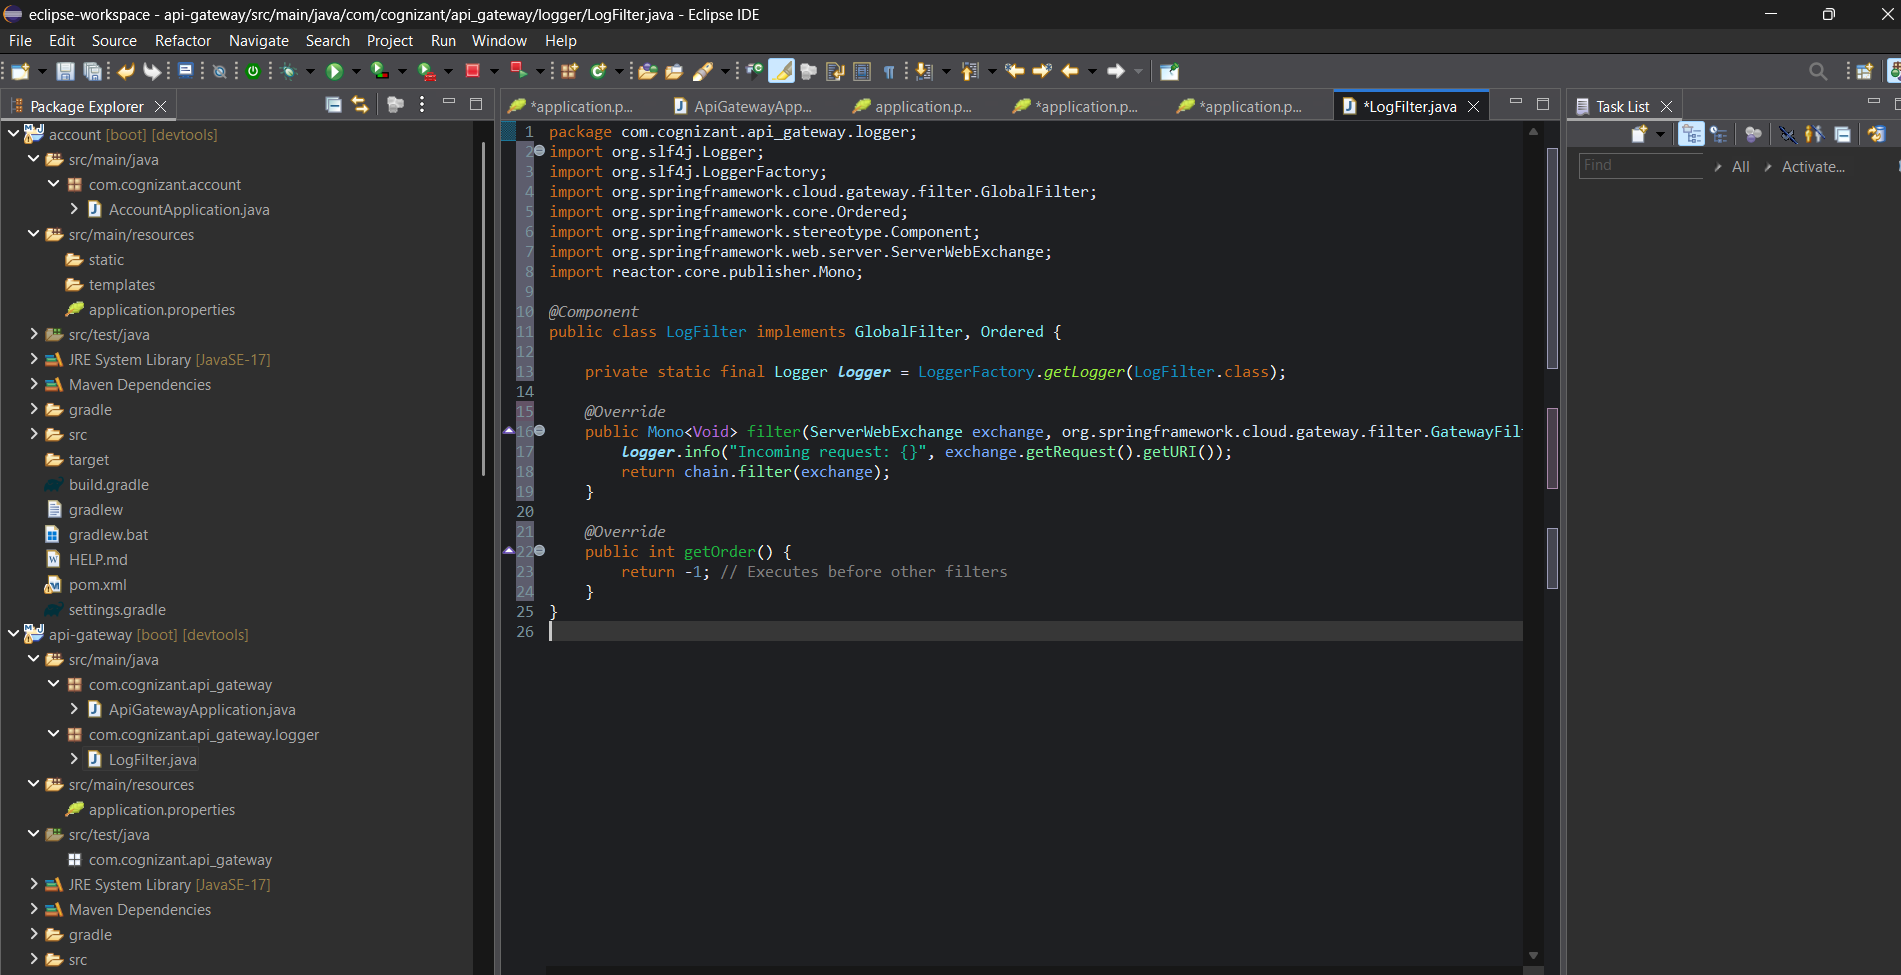 eclipse-workspace - api-gateway/src/main/java/com/cognizant/api_gateway/logger/LogFilter.java - Eclipse IDE
File Edit Source Refactor Navigate Search Project Run Window Help
Package Explorer
account [boot] [devtools]
src/main/java
com.cognizant.account
AccountApplication.java
src/main/resources
static
templates
application.properties
src/test/java
JRE System Library [JavaSE-17]
Maven Dependencies
gradle
src
target
build.gradle
gradlew
gradlew.bat
HELP.md
pom.xml
settings.gradle
api-gateway [boot] [devtools]
src/main/java
com.cognizant.api_gateway
ApiGatewayApplication.java
com.cognizant.api_gateway.logger
LogFilter.java
src/main/resources
application.properties
src/test/java
com.cognizant.api_gateway
JRE System Library [JavaSE-17]
Maven Dependencies
gradle
src
*application.p... ApiGatewayApp... application.p... *application.p... *application.p... *LogFilter.java
1 package com.cognizant.api_gateway.logger;
2 import org.slf4j.Logger;
3 import org.slf4j.LoggerFactory;
4 import org.springframework.cloud.gateway.filter.GlobalFilter;
5 import org.springframework.core.Ordered;
6 import org.springframework.stereotype.Component;
7 import org.springframework.web.server.ServerWebExchange;
8 import reactor.core.publisher.Mono;
9
10 @Component
11 public class LogFilter implements GlobalFilter, Ordered {
12
13 private static final Logger logger = LoggerFactory.getLogger(LogFilter.class);
14
15 @Override
16 public Mono<Void> filter(ServerWebExchange exchange, org.springframework.cloud.gateway.filter.GatewayFil
17 logger.info("Incoming request: {}", exchange.getRequest().getURI());
18 return chain.filter(exchange);
19 }
20
21 @Override
22 public int getOrder() {
23 return -1; // Executes before other filters
24 }
25 }
26
Task List
Find All Activate...